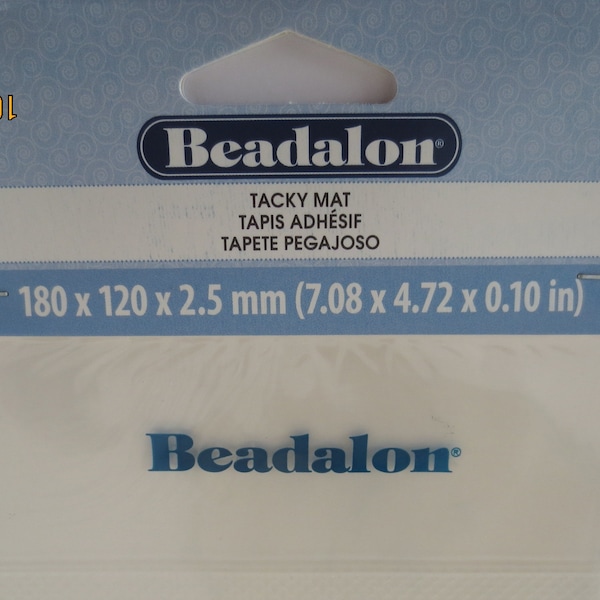 Beadalon®
TACKY MAT
TAPIS ADHÉSIF
TAPETE PEGAJOSO
180 x 120 x 2.5 mm (7.08 x 4.72 x 0.10 in)
Beadalon®